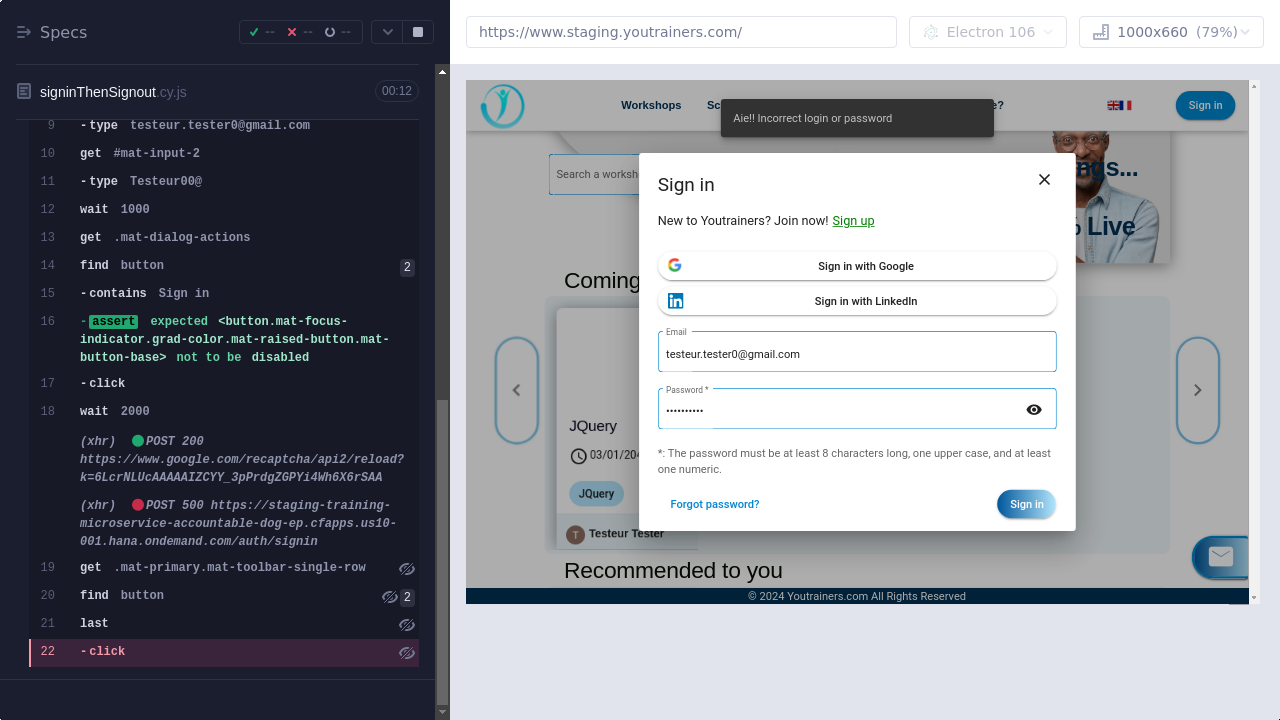 Specs
--
--
--
https://www.staging.youtrainers.com/
Electron 106
1000x660 (79%)
signinThenSignout.cy.js
00:12
9 -type testeur.tester0@gmail.com
10 get #mat-input-2
11 -type Testeur00@
12 wait 1000
13 get .mat-dialog-actions
14 find button 2
15 -contains Sign in
16 -assert expected <button.mat-focus-
indicator.grad-color.mat-raised-button.mat-
button-base> not to be disabled
17 -click
18 wait 2000
(xhr) POST 200
https://www.google.com/recaptcha/api2/reload?
k=6LcrNLUcAAAAAIZCYY_3pPrdgZGPYi4Wh6X6rSAA
(xhr) POST 500 https://staging-training-
microservice-accountable-dog-ep.cfapps.us10-
001.hana.ondemand.com/auth/signin
19 get .mat-primary.mat-toolbar-single-row
20 find button 2
21 last
22 -click
Workshops
Sc
e?
Sign in
Aie!! Incorrect login or password
Search a worksh
ngs...
% Live
Coming
JQuery
03/01/204
JQuery
T Testeur Tester
Recommended to you
© 2024 Youtrainers.com All Rights Reserved
Sign in
New to Youtrainers? Join now! Sign up
Sign in with Google
in Sign in with LinkedIn
Email
testeur.tester0@gmail.com
Password *
••••••••••
*: The password must be at least 8 characters long, one upper case, and at least
one numeric.
Forgot password?
Sign in